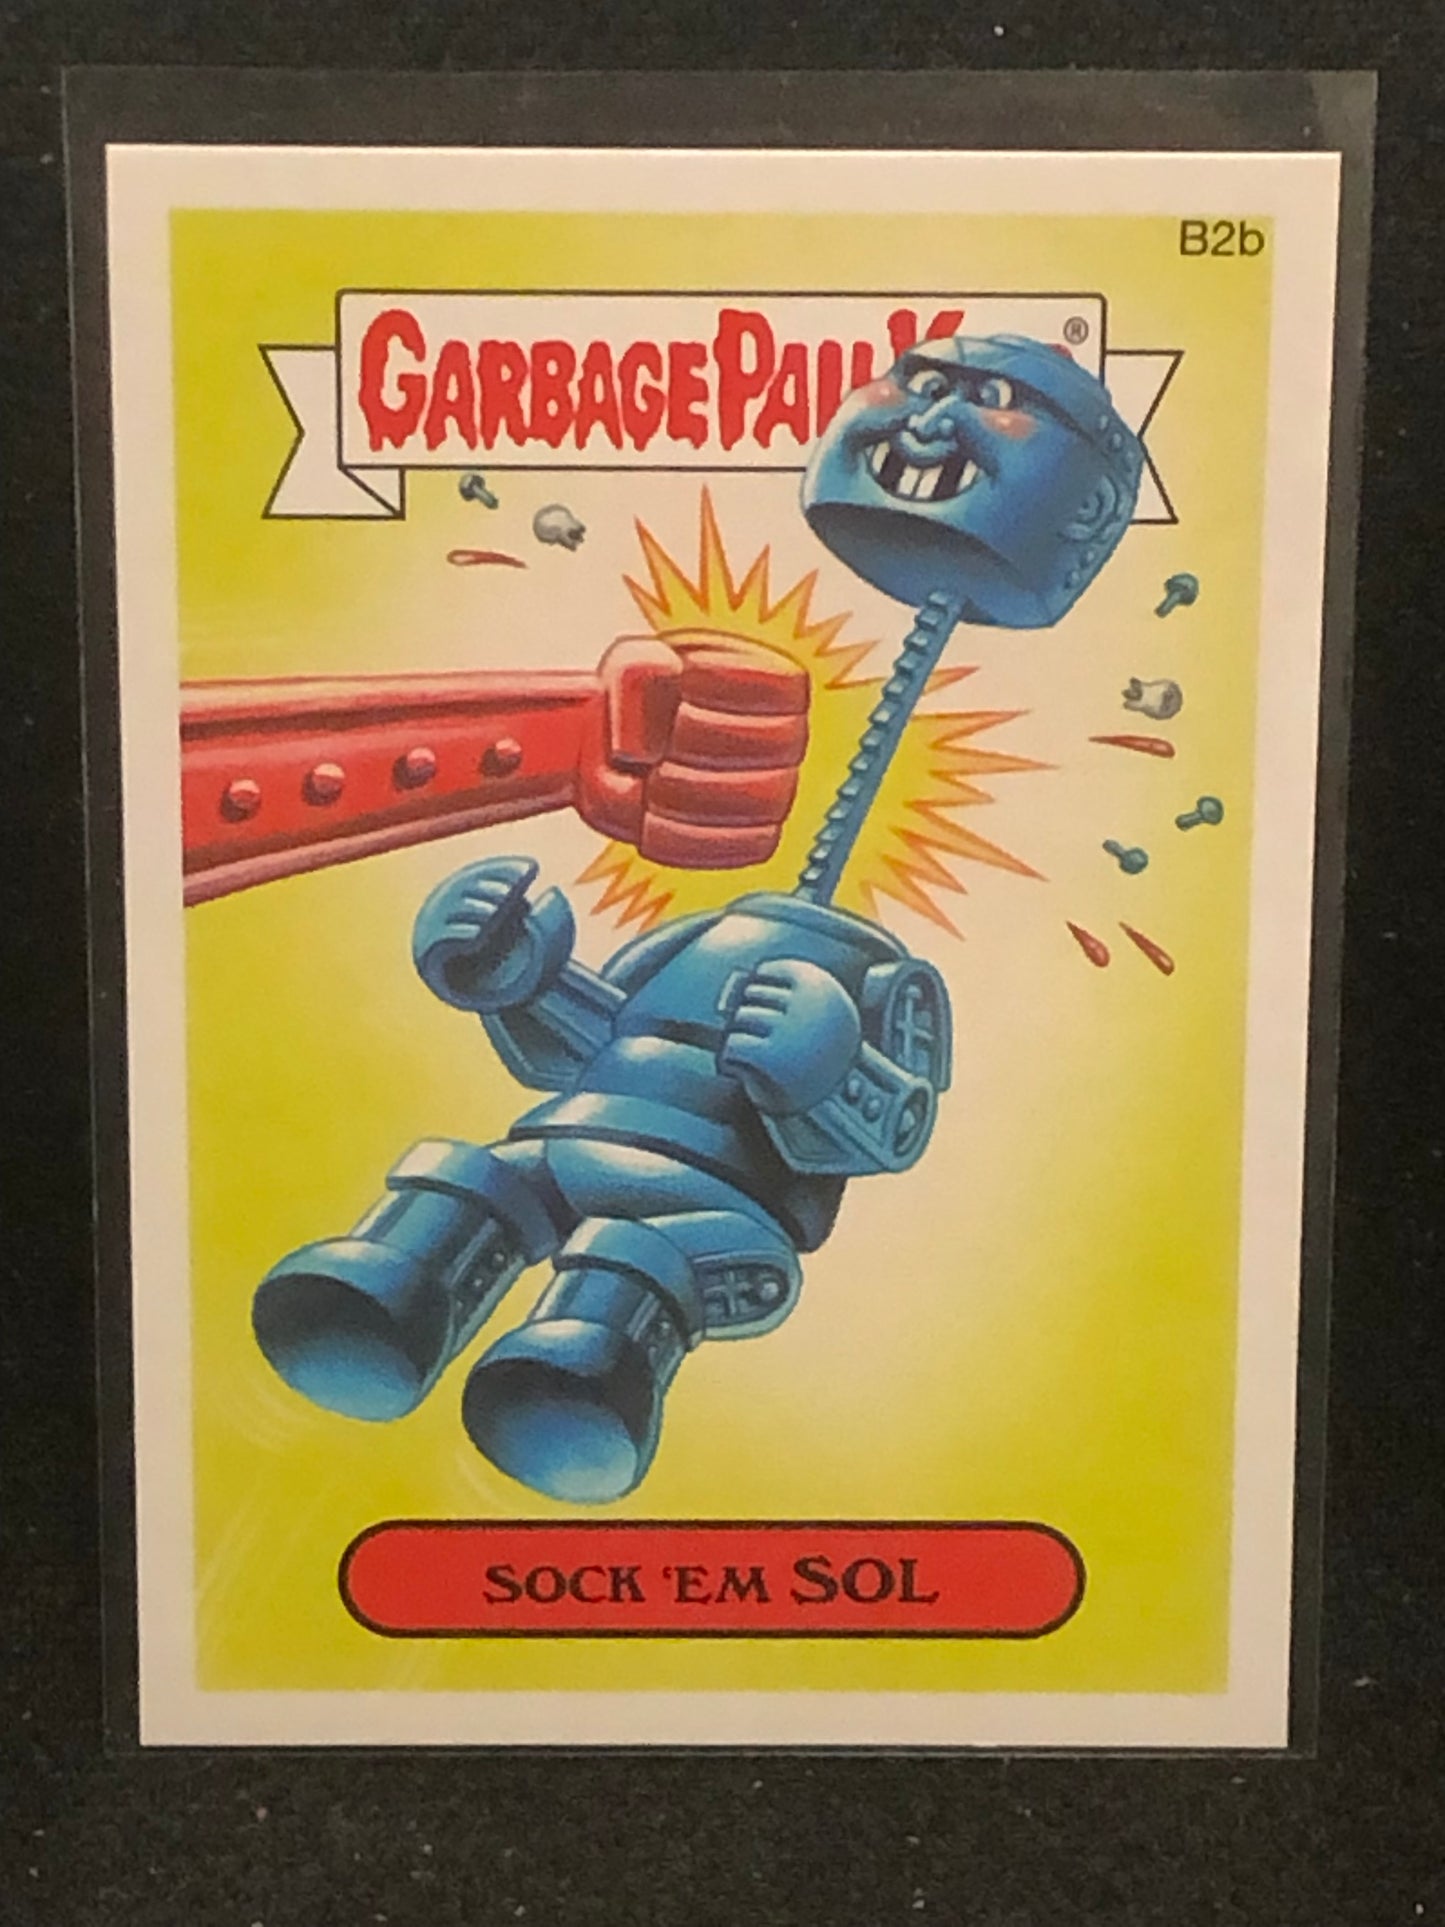 B2b
GARBAGE PAIL K
®
SOCK 'EM SOL